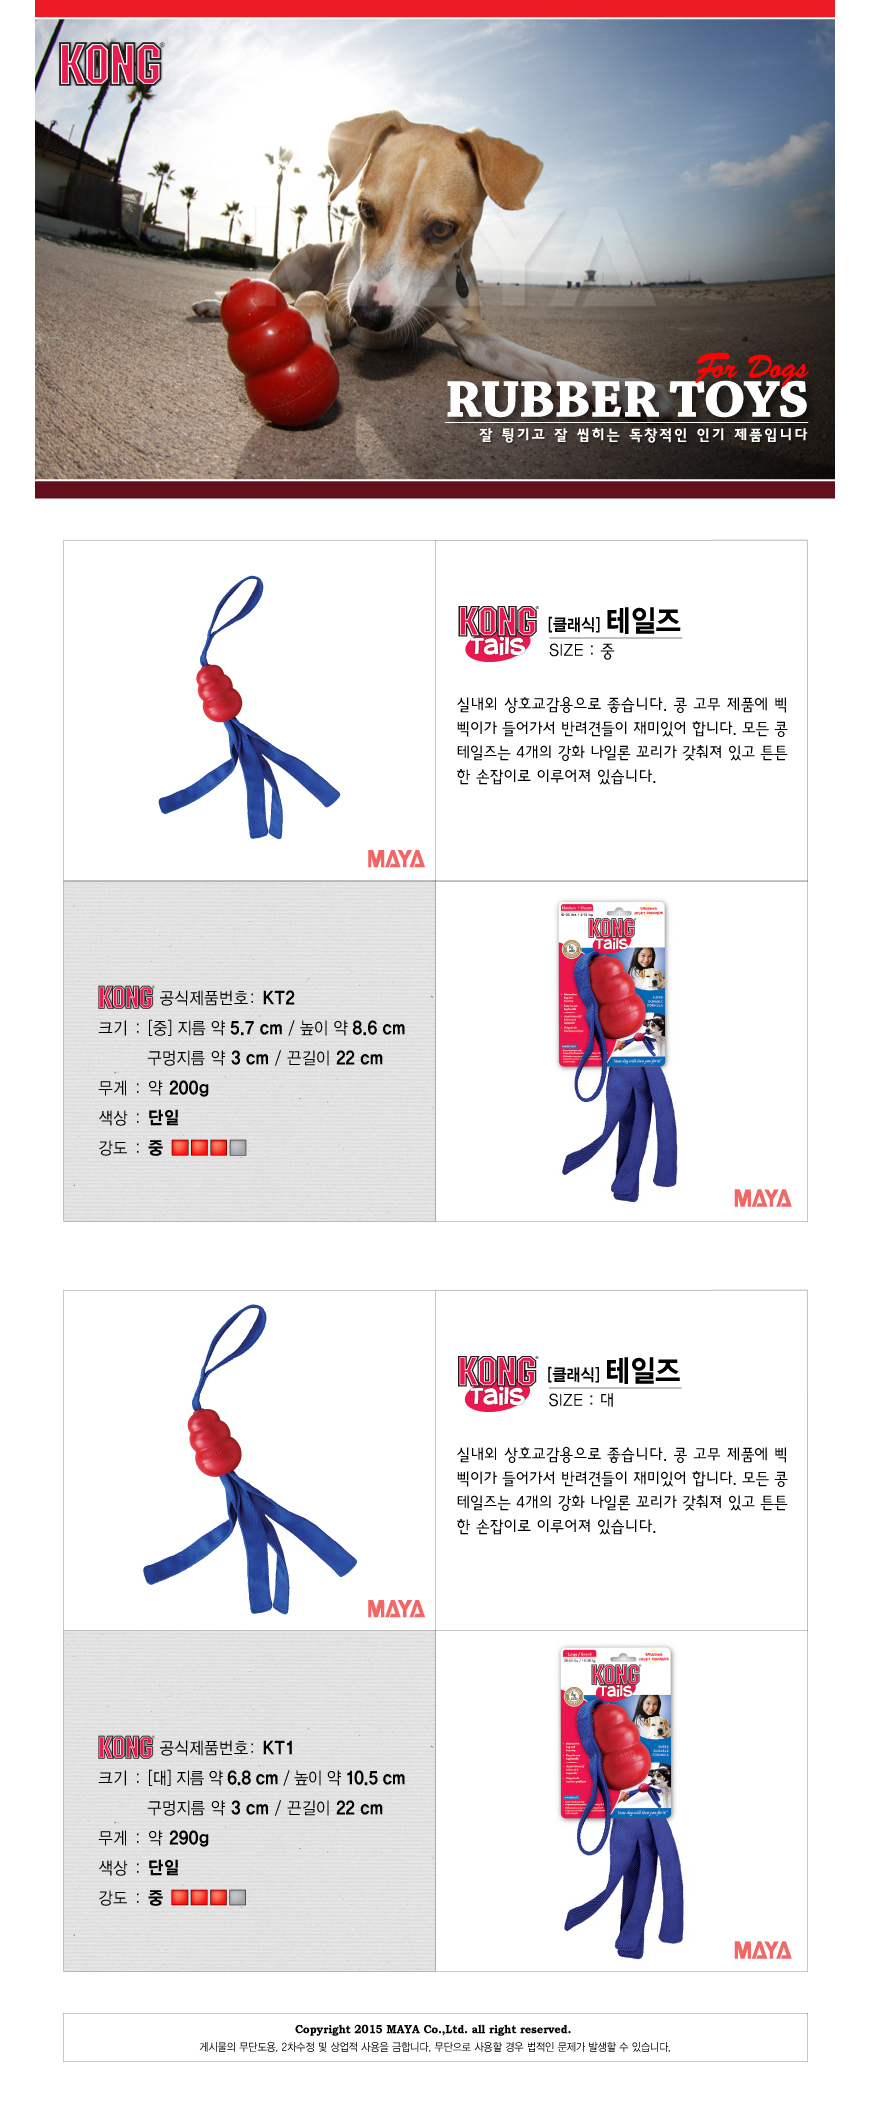 KONG
MAYA
For Dogs
RUBBER TOYS
잘 튕기고 잘 씹히는 독창적인 인기 제품입니다
KONG Tails [클래식] 테일즈
SIZE : 중
실내외 상호교감용으로 좋습니다. 콩 고무 제품에 삑
삑이가 들어가서 반려견들이 재미있어 합니다. 모든 콩
테일즈는 4개의 강화 나일론 꼬리가 갖춰져 있고 튼튼
한 손잡이로 이루어져 있습니다.
MAYA
KONG 공식제품번호: KT2
크기 : [중] 지름 약 5.7 cm / 높이 약 8.6 cm
구멍지름 약 3 cm / 끈길이 22 cm
무게 : 약 200g
색상 : 단일
강도 : 중
KONG
Tails
MAYA
KONG Tails [클래식] 테일즈
SIZE : 대
실내외 상호교감용으로 좋습니다. 콩 고무 제품에 삑
삑이가 들어가서 반려견들이 재미있어 합니다. 모든 콩
테일즈는 4개의 강화 나일론 꼬리가 갖춰져 있고 튼튼
한 손잡이로 이루어져 있습니다.
MAYA
KONG 공식제품번호: KT1
크기 : [대] 지름 약 6.8 cm / 높이 약 10.5 cm
구멍지름 약 3 cm / 끈길이 22 cm
무게 : 약 290g
색상 : 단일
강도 : 중
KONG
Tails
MAYA
Copyright 2015 MAYA Co.,Ltd. all right reserved.
게시물의 무단도용, 2차수정 및 상업적 사용을 금합니다. 무단으로 사용할 경우 법적인 문제가 발생할 수 있습니다.